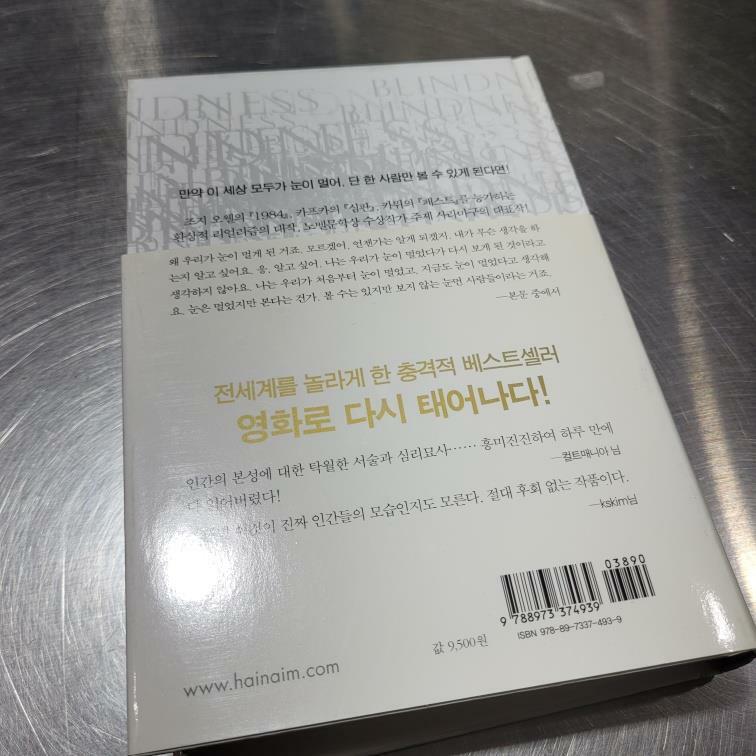 BLINDN
NDNESS
만약 이 세상 모두가 눈이 멀어, 단 한 사람만 볼 수 있게 된다면!
조지 오웰의 『1984』, 카프카의 『심판』, 카뮈의 『페스트』를 능가하는
환상적 리얼리즘의 대작. 노벨문학상 수상작가 주제 사라마구의 대표작!
왜 우리가 눈이 멀게 된 거죠. 모르겠어. 언젠가는 알게 되겠지. 내가 무슨 생각을 하
는지 알고 싶어요. 응, 알고 싶어. 나는 우리가 눈이 멀었다가 다시 보게 된 것이라고
생각하지 않아요. 나는 우리가 처음부터 눈이 멀었고, 지금도 눈이 멀었다고 생각해
요. 눈은 멀었지만 본다는 건가. 볼 수는 있지만 보지 않는 눈먼 사람들이라는 거죠.
—본문 중에서
전세계를 놀라게 한 충격적 베스트셀러
영화로 다시 태어나다!
인간의 본성에 대한 탁월한 서술과 심리묘사…… 흥미진진하여 하루 만에
다 읽어버렸다!
—컬트매니아 님
진짜 인간들의 모습인지도 모른다. 절대 후회 없는 작품이다.
—kskim님
03890
9 788973 374939
ISBN 978-89-7337-493-9
값 9,500원
www.hainaim.com